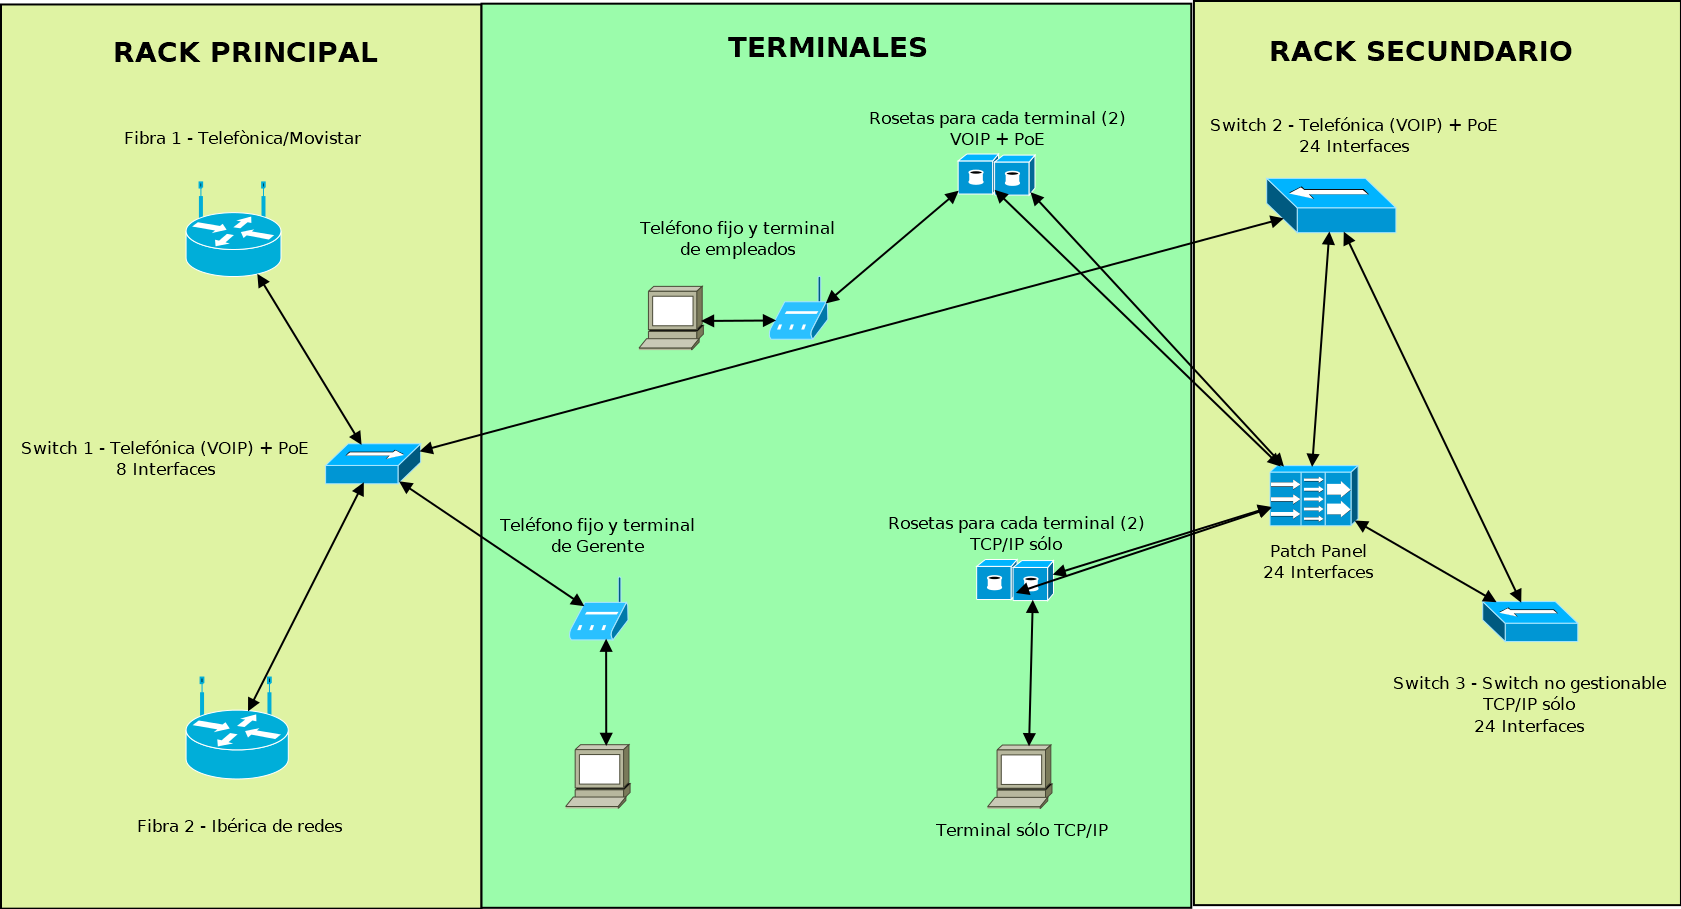 RACK PRINCIPAL
Fibra 1 - Telefònica/Movistar
Switch 1 - Telefónica (VOIP) + PoE
8 Interfaces
Fibra 2 - Ibérica de redes
TERMINALES
Rosetas para cada terminal (2)
VOIP + PoE
Teléfono fijo y terminal
de empleados
Teléfono fijo y terminal
de Gerente
Rosetas para cada terminal (2)
TCP/IP sólo
Terminal sólo TCP/IP
RACK SECUNDARIO
Switch 2 - Telefónica (VOIP) + PoE
24 Interfaces
Patch Panel
24 Interfaces
Switch 3 - Switch no gestionable
TCP/IP sólo
24 Interfaces